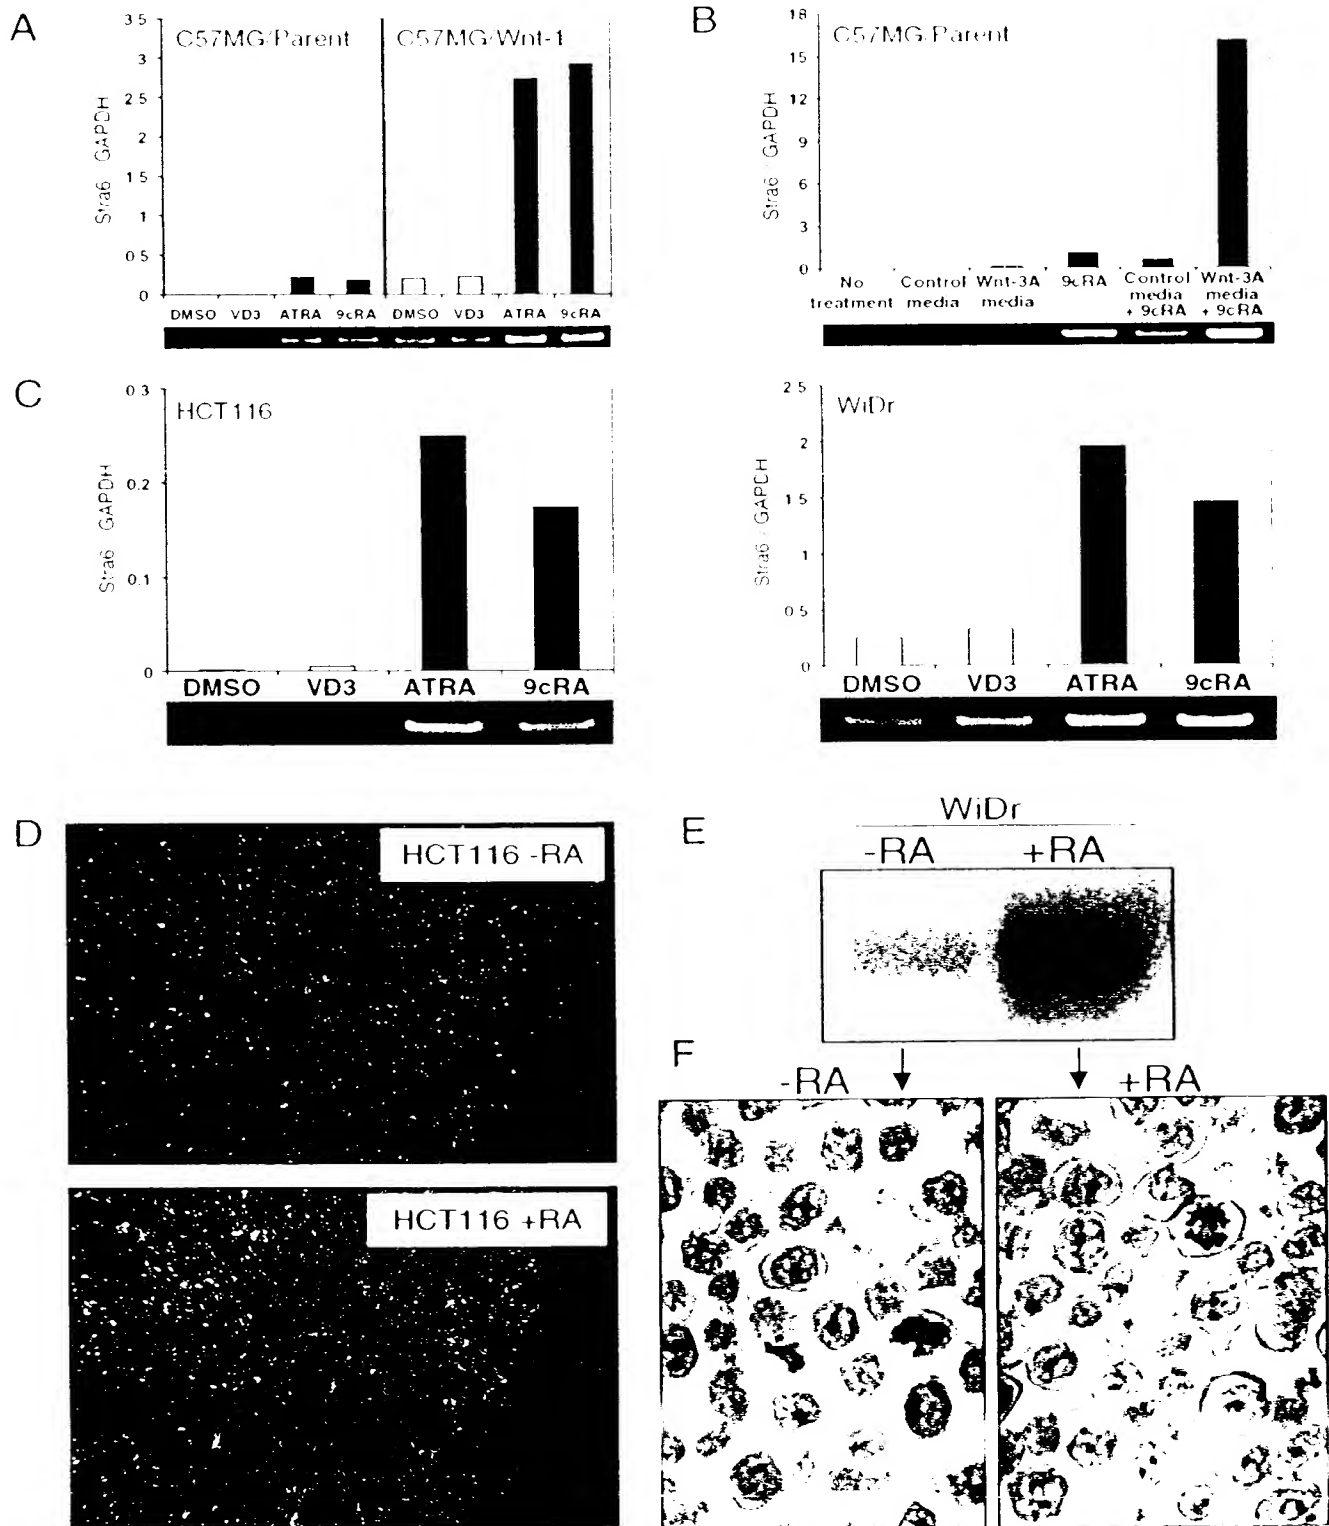 A
C57MG/Parent
C57MG/Wnt-1
Stra6 GAPDH
3 5
3
2 5
2
1 5
1
0 5
0
DMSO VD3 ATRA 9cRA DMSO VD3 ATRA 9cRA
B
C57MG/Parent
Stra6 / GAPDH
18
15
12
9
6
3
0
No treatment
Control media
Wnt-3A media
9cRA
Control media + 9cRA
Wnt-3A media + 9cRA
C
HCT116
Stra6 GAPDH
0 3
0 2
0.1
0
DMSO VD3 ATRA 9cRA
WiDr
Stra6 / GAPDH
2 5
2
1 5
1
0 5
0
DMSO VD3 ATRA 9cRA
D
HCT116 -RA
HCT116 +RA
E
WiDr
-RA +RA
F
-RA
+RA